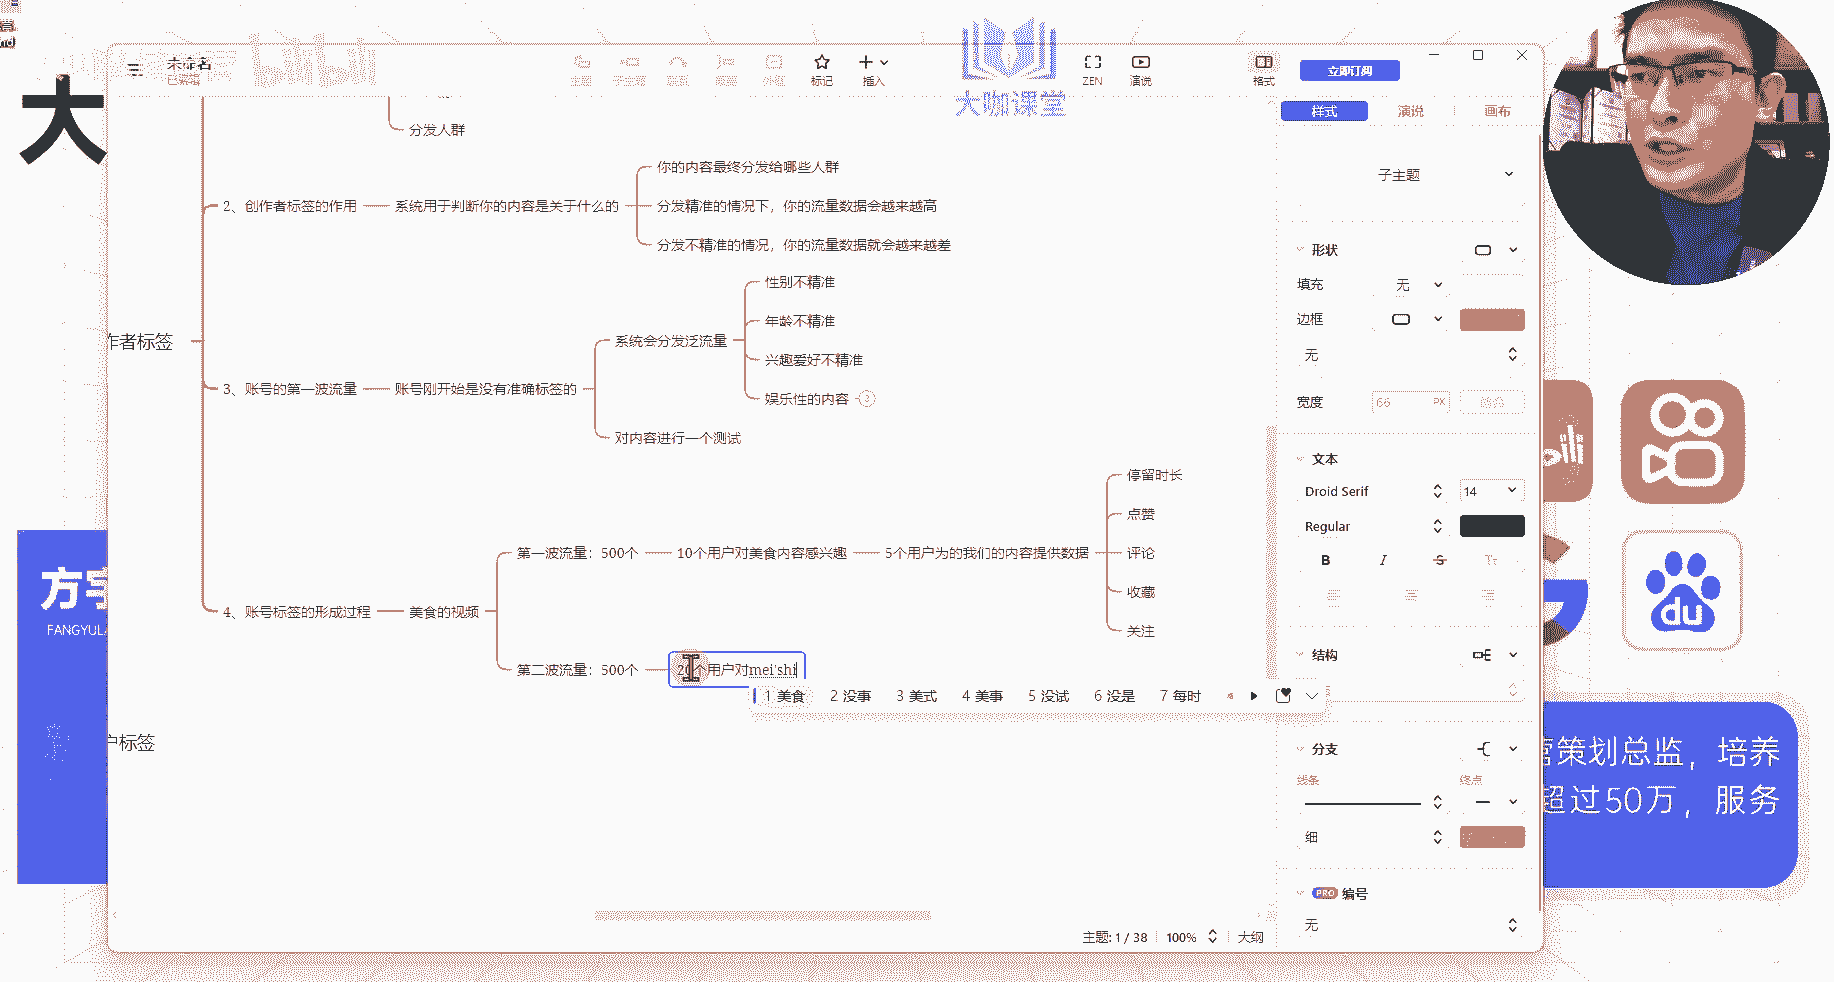 未命名
已编辑
bilibili
标记
插入
大咖课堂
ZEN
演说
格式
立即订阅
样式
演说
画布
大
分发人群
子主题
你的内容最终分发给哪些人群
2、创作者标签的作用
系统用于判断你的内容是关于什么的
分发精准的情况下，你的流量数据会越来越高
分发不精准的情况，你的流量数据就会越来越差
形状
填充
无
边框
无
宽度
66
PX
性别不精准
年龄不精准
作者标签
系统会分发泛流量
兴趣爱好不精准
3、账号的第一波流量
账号刚开始是没有准确标签的
娱乐性的内容
对内容进行一个测试
文本
Droid Serif
14
Regular
B
I
S
Tт
停留时长
点赞
第一波流量：500个
10个用户对美食内容感兴趣
5个用户为的我们的内容提供数据
评论
收藏
4、账号标签的形成过程
美食的视频
关注
第二波流量：500个
20个用户对mei'shi
1 美食
2 没事
3 美式
4 美事
5 没试
6 没是
7 每时
结构
方宇
FANGYUL
户标签
分支
线条
终点
细
PRO 编号
无
du
营策划总监，培养
超过50万，服务
主题: 1 / 38
100%
大纲